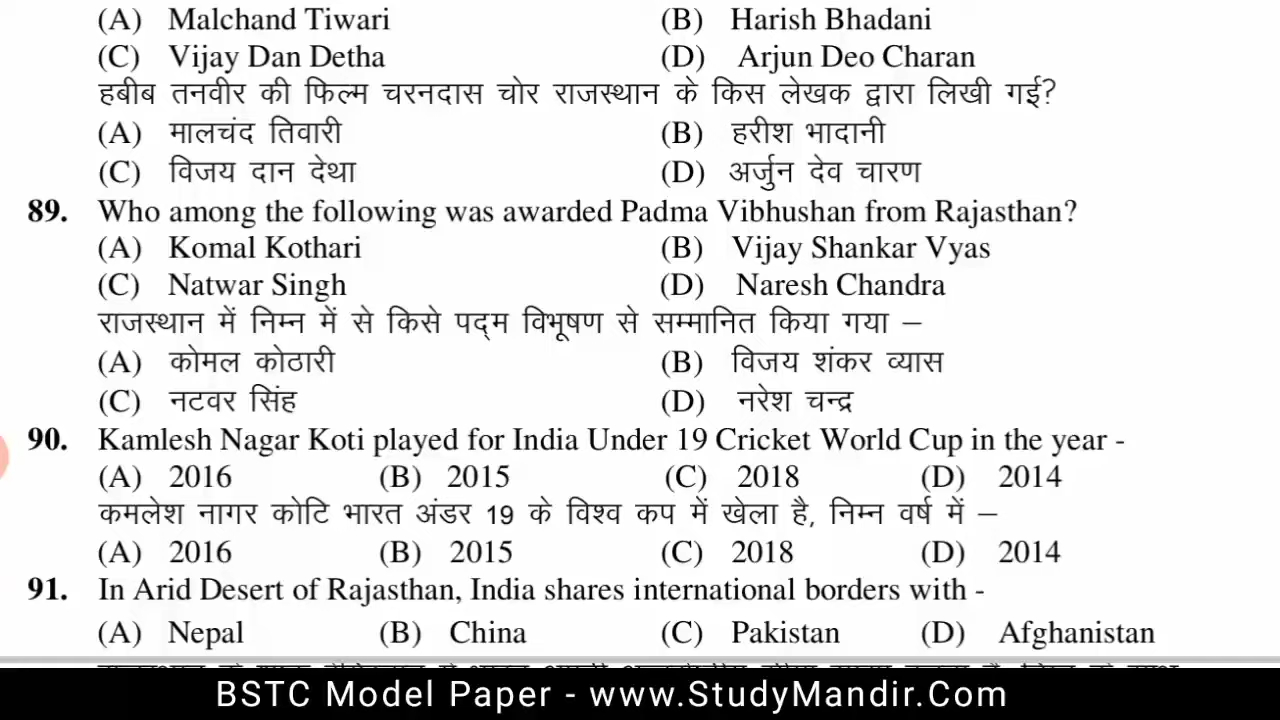 (A) Malchand Tiwari (B) Harish Bhadani
(C) Vijay Dan Detha (D) Arjun Deo Charan
हबीब तनवीर की फिल्म चरनदास चोर राजस्थान के किस लेखक द्वारा लिखी गई?
(A) मालचंद तिवारी (B) हरीश भादानी
(C) विजय दान देथा (D) अर्जुन देव चारण
89. Who among the following was awarded Padma Vibhushan from Rajasthan?
(A) Komal Kothari (B) Vijay Shankar Vyas
(C) Natwar Singh (D) Naresh Chandra
राजस्थान में निम्न में से किसे पद्म विभूषण से सम्मानित किया गया –
(A) कोमल कोठारी (B) विजय शंकर व्यास
(C) नटवर सिंह (D) नरेश चन्द्र
90. Kamlesh Nagar Koti played for India Under 19 Cricket World Cup in the year -
(A) 2016 (B) 2015 (C) 2018 (D) 2014
कमलेश नागर कोटि भारत अंडर 19 के विश्व कप में खेला है, निम्न वर्ष में –
(A) 2016 (B) 2015 (C) 2018 (D) 2014
91. In Arid Desert of Rajasthan, India shares international borders with -
(A) Nepal (B) China (C) Pakistan (D) Afghanistan
BSTC Model Paper - www.StudyMandir.Com